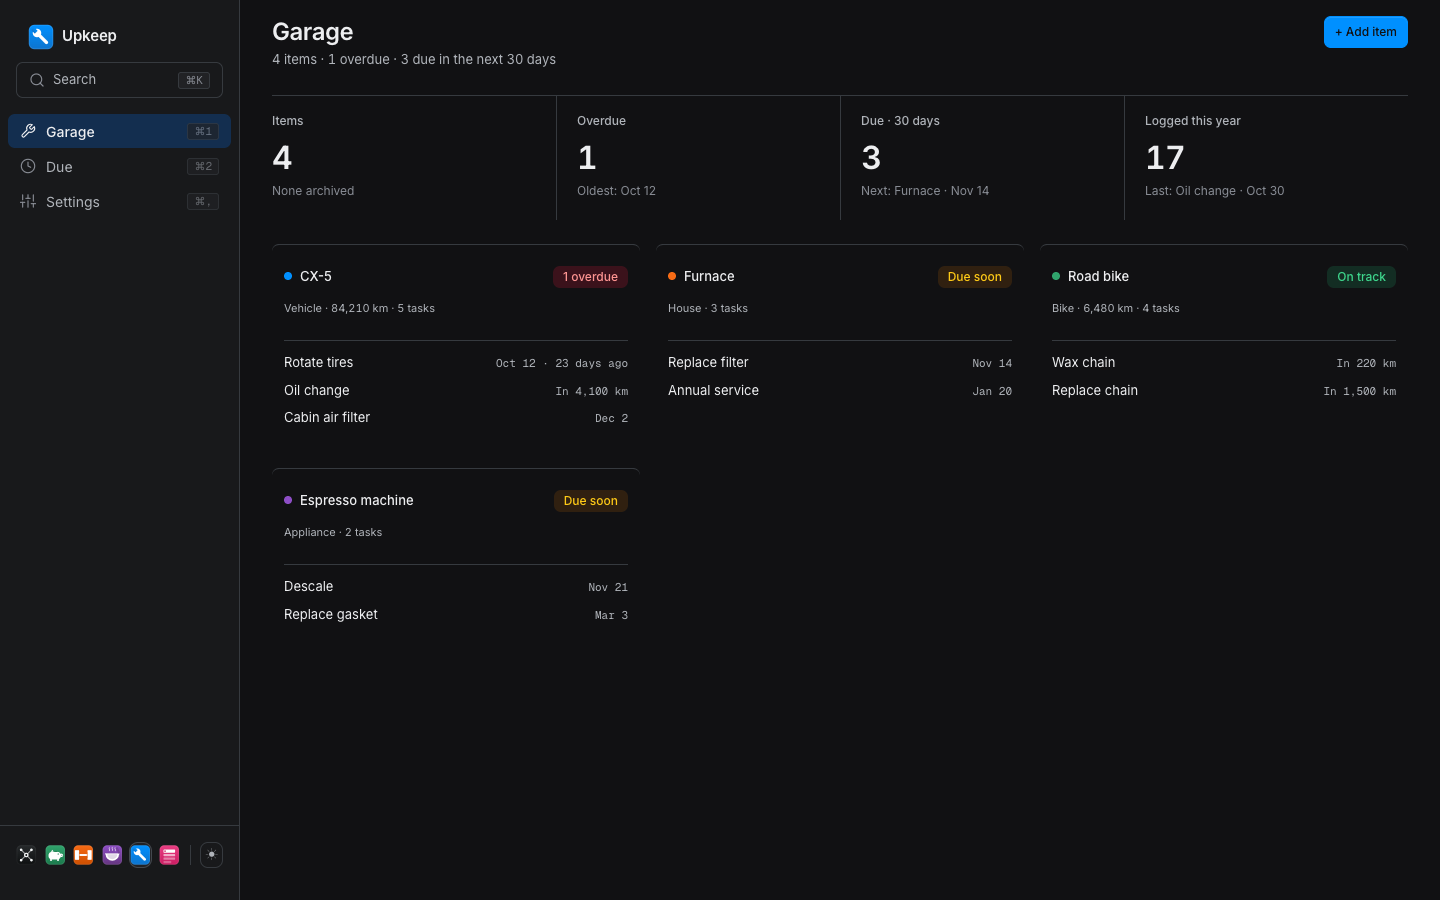 Upkeep
Search ⌘K
Garage ⌘1
Due ⌘2
Settings ⌘,
Garage
4 items · 1 overdue · 3 due in the next 30 days
+ Add item
Items
4
None archived
Overdue
1
Oldest: Oct 12
Due · 30 days
3
Next: Furnace · Nov 14
Logged this year
17
Last: Oil change · Oct 30
CX-5 1 overdue
Vehicle · 84,210 km · 5 tasks
Rotate tires Oct 12 · 23 days ago
Oil change In 4,100 km
Cabin air filter Dec 2
Furnace Due soon
House · 3 tasks
Replace filter Nov 14
Annual service Jan 20
Road bike On track
Bike · 6,480 km · 4 tasks
Wax chain In 220 km
Replace chain In 1,500 km
Espresso machine Due soon
Appliance · 2 tasks
Descale Nov 21
Replace gasket Mar 3